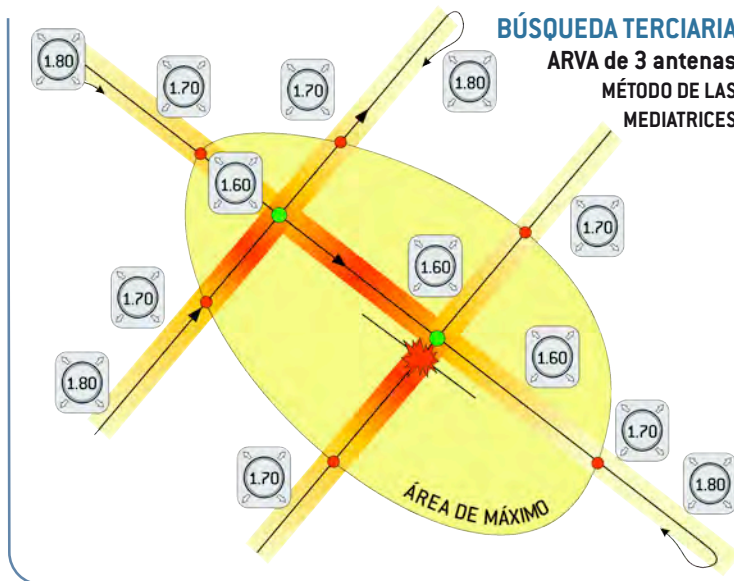 BÚSQUEDA TERCIARIA
ARVA de 3 antenas
MÉTODO DE LAS
MEDIATRICES
1.80
1.70
1.70
1.80
1.60
1.70
1.60
1.70
1.60
1.80
1.70
1.70
1.80
ÁREA DE MÁXIMO